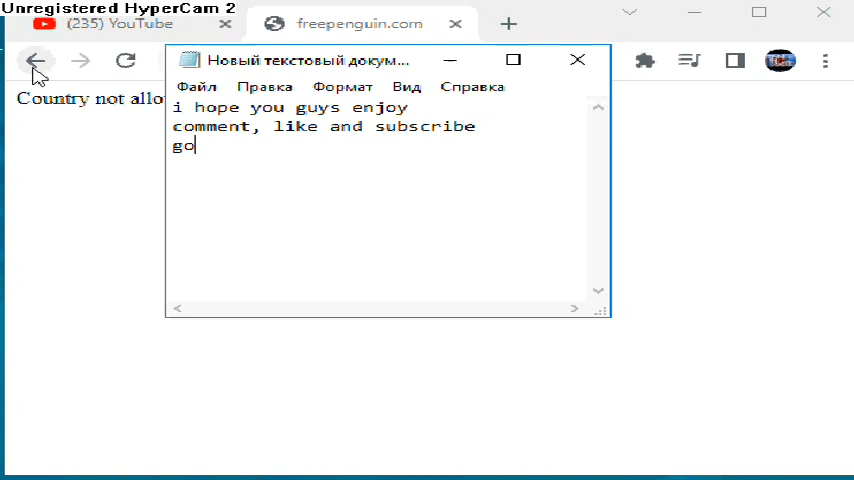 Unregistered HyperCam 2
(235) YouTube
freepenguin.com
Новый текстовый докум...
Файл Правка Формат Вид Справка
Country not allo
i hope you guys enjoy
comment, like and subscribe
go